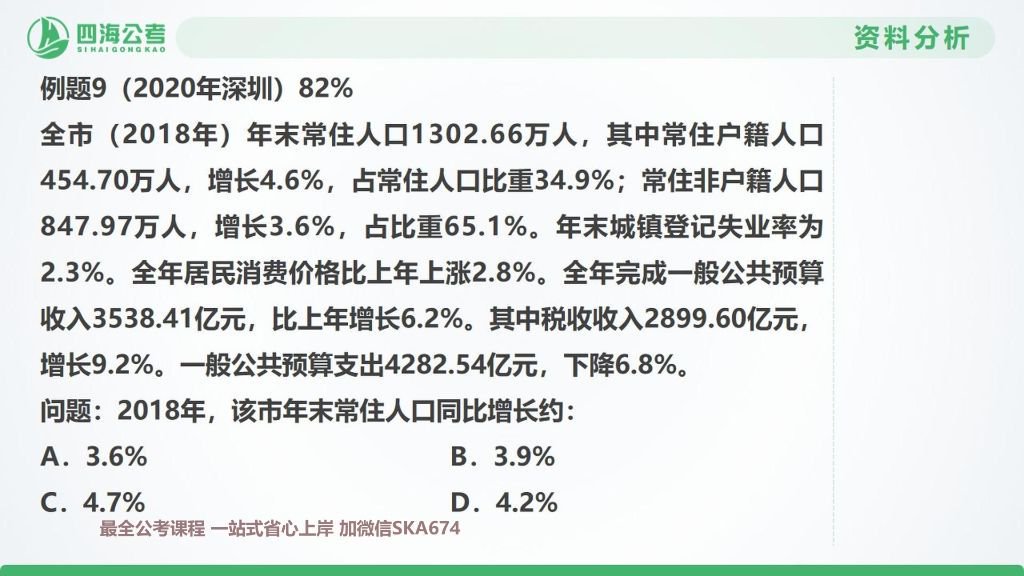 四海公考
SIHAIGONGKAO
资料分析
例题9（2020年深圳）82%
全市（2018年）年末常住人口1302.66万人，其中常住户籍人口
454.70万人，增长4.6%，占常住人口比重34.9%；常住非户籍人口
847.97万人，增长3.6%，占比重65.1%。年末城镇登记失业率为
2.3%。全年居民消费价格比上年上涨2.8%。全年完成一般公共预算
收入3538.41亿元，比上年增长6.2%。其中税收收入2899.60亿元，
增长9.2%。一般公共预算支出4282.54亿元，下降6.8%。
问题：2018年，该市年末常住人口同比增长约：
A．3.6% B．3.9%
C．4.7% D．4.2%
最全公考课程 一站式省心上岸 加微信SKA674